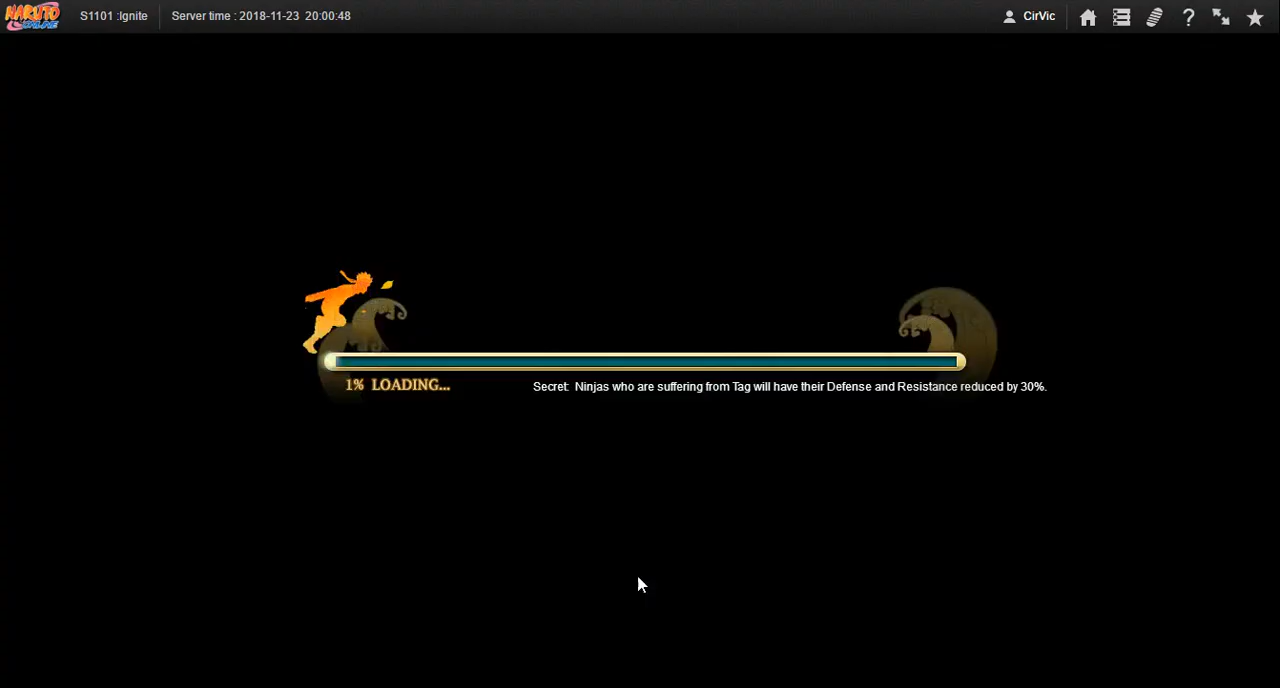 NARUTO ONLINE
S1101 :Ignite
Server time : 2018-11-23 20:00:48
CirVic
?
1% LOADING...
Secret: Ninjas who are suffering from Tag will have their Defense and Resistance reduced by 30%.